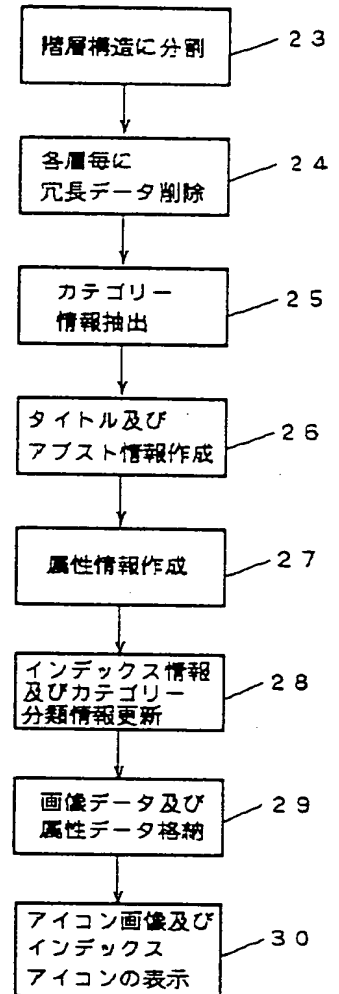 階層構造に分割
23
各層毎に
冗長データ削除
24
カテゴリー
情報抽出
25
タイトル及び
アブスト情報作成
26
属性情報作成
27
インデックス情報
及びカテゴリー
分類情報更新
28
画像データ及び
属性データ格納
29
アイコン画像及び
インデックス
アイコンの表示
30